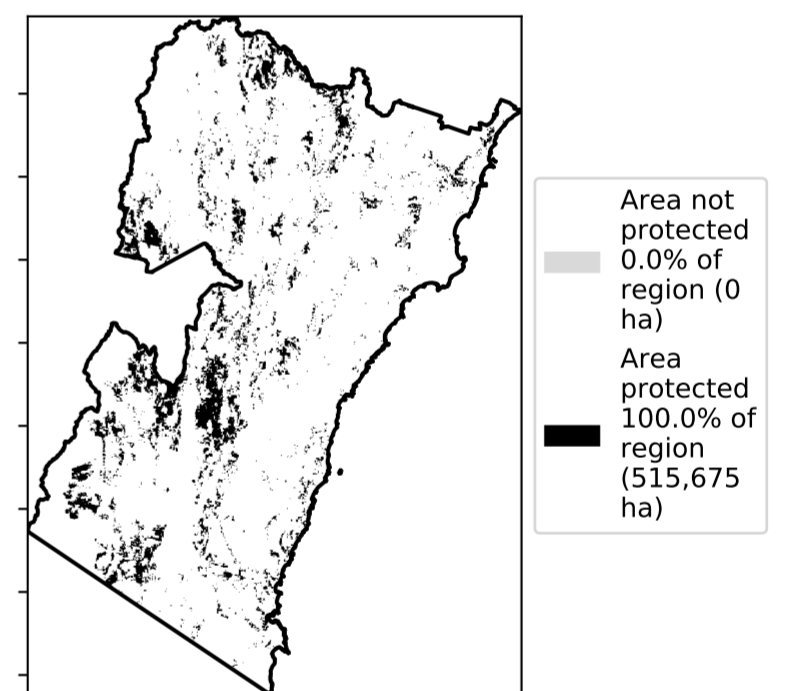 Area not
protected
0.0% of
region (0
ha)
Area
protected
100.0% of
region
(515,675
ha)